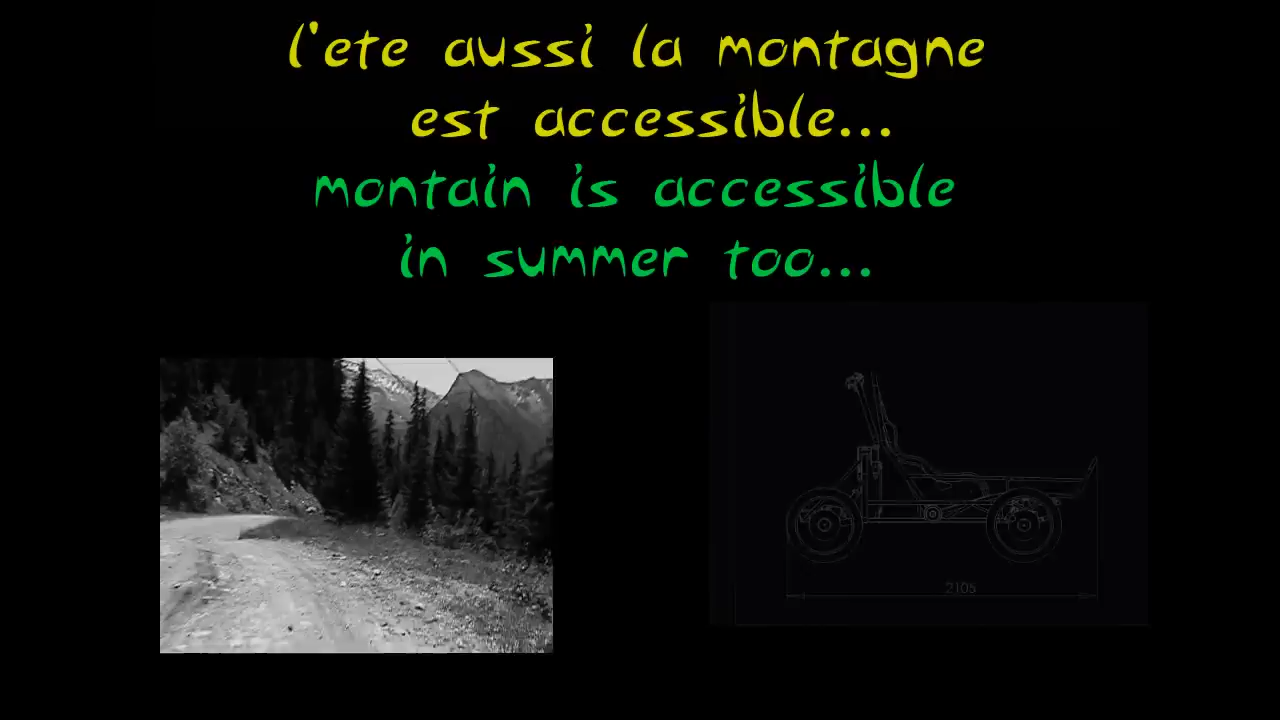 l'ete aussi la montagne
est accessible...
montain is accessible
in summer too...
2105